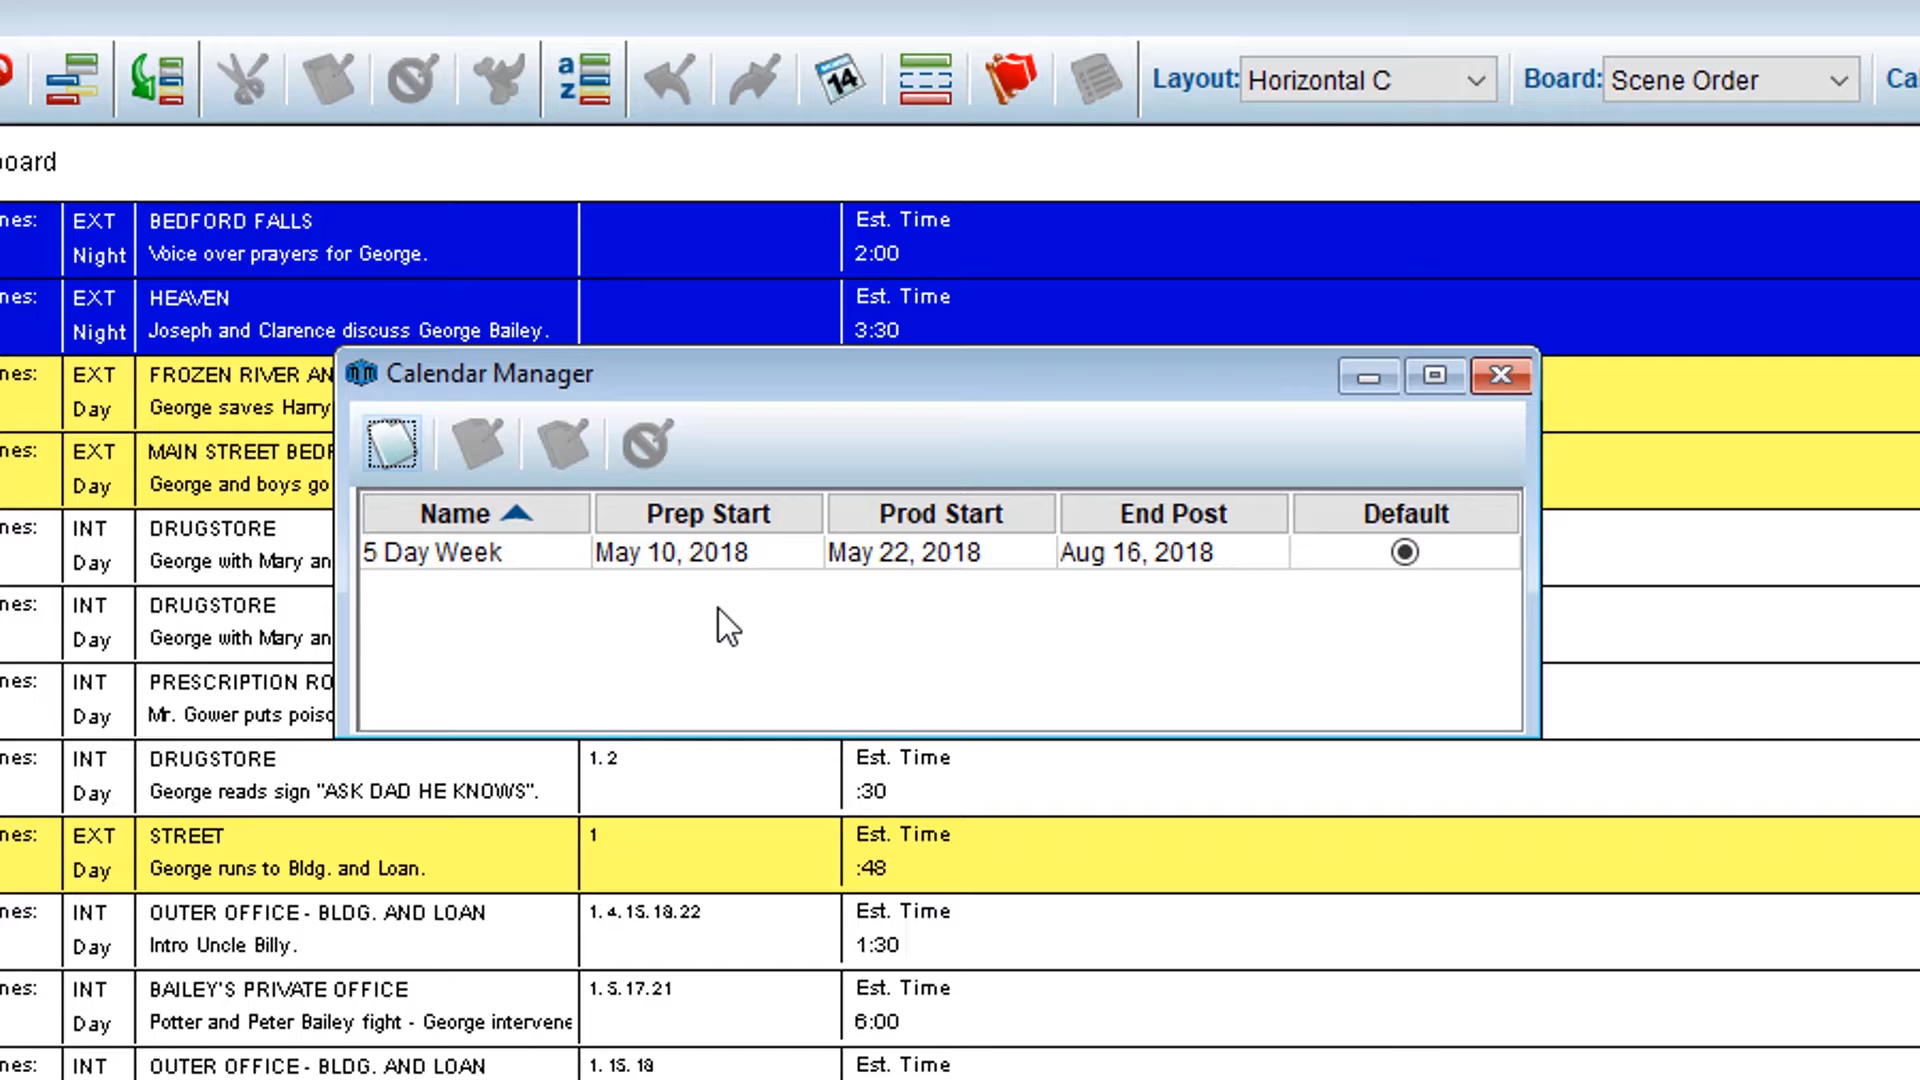 a
z
14
Layout: Horizontal C
Board: Scene Order
Cal
board
nes: EXT BEDFORD FALLS Est. Time
Night Voice over prayers for George. 2:00
nes: EXT HEAVEN Est. Time
Night Joseph and Clarence discuss George Bailey. 3:30
Calendar Manager
Name Prep Start Prod Start End Post Default
5 Day Week May 10, 2018 May 22, 2018 Aug 16, 2018
nes: EXT FROZEN RIVER AN
Day George saves Harry
nes: EXT MAIN STREET BEDF
Day George and boys go
nes: INT DRUGSTORE
Day George with Mary an
nes: INT DRUGSTORE
Day George with Mary an
nes: INT PRESCRIPTION RO
Day Mr. Gower puts poiso
nes: INT DRUGSTORE 1. 2 Est. Time
Day George reads sign "ASK DAD HE KNOWS". :30
nes: EXT STREET 1 Est. Time
Day George runs to Bldg. and Loan. :48
nes: INT OUTER OFFICE - BLDG. AND LOAN 1. 4. 15. 18. 22 Est. Time
Day Intro Uncle Billy. 1:30
nes: INT BAILEY'S PRIVATE OFFICE 1. 5. 17. 21 Est. Time
Day Potter and Peter Bailey fight - George intervene 6:00
nes: INT OUTER OFFICE - BLDG. AND LOAN 1. 15. 18 Est. Time